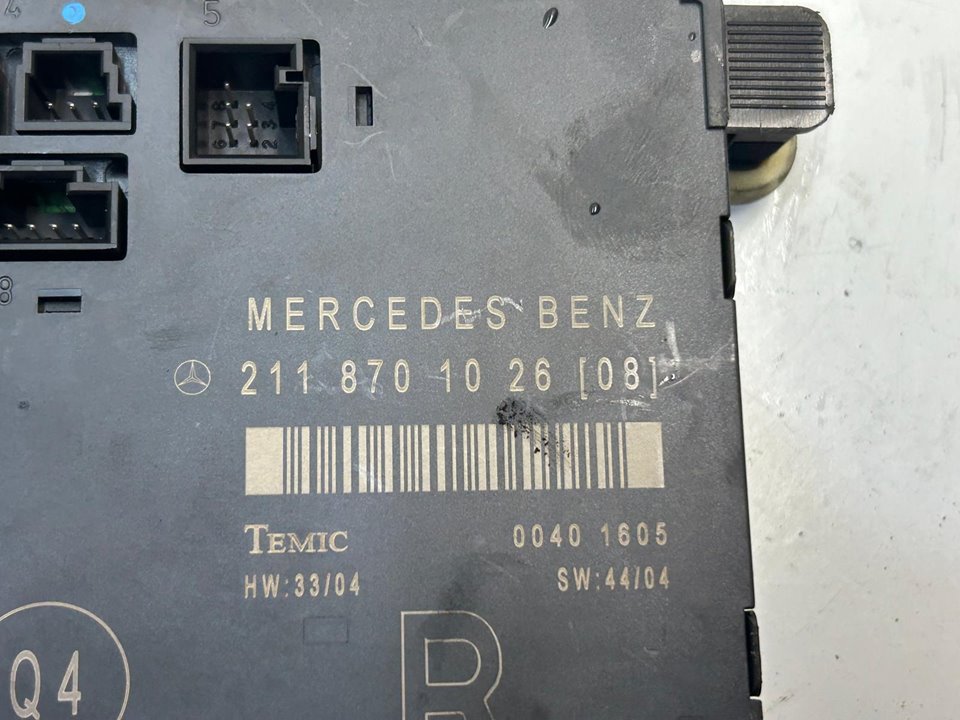 4
5
8
MERCEDES BENZ
211 870 10 26 [08]
TEMIC 0040 1605
HW:33/04 SW:44/04
Q4
R